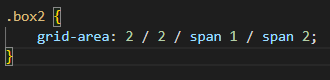 .box2 {
    grid-area: 2 / 2 / span 1 / span 2;
}